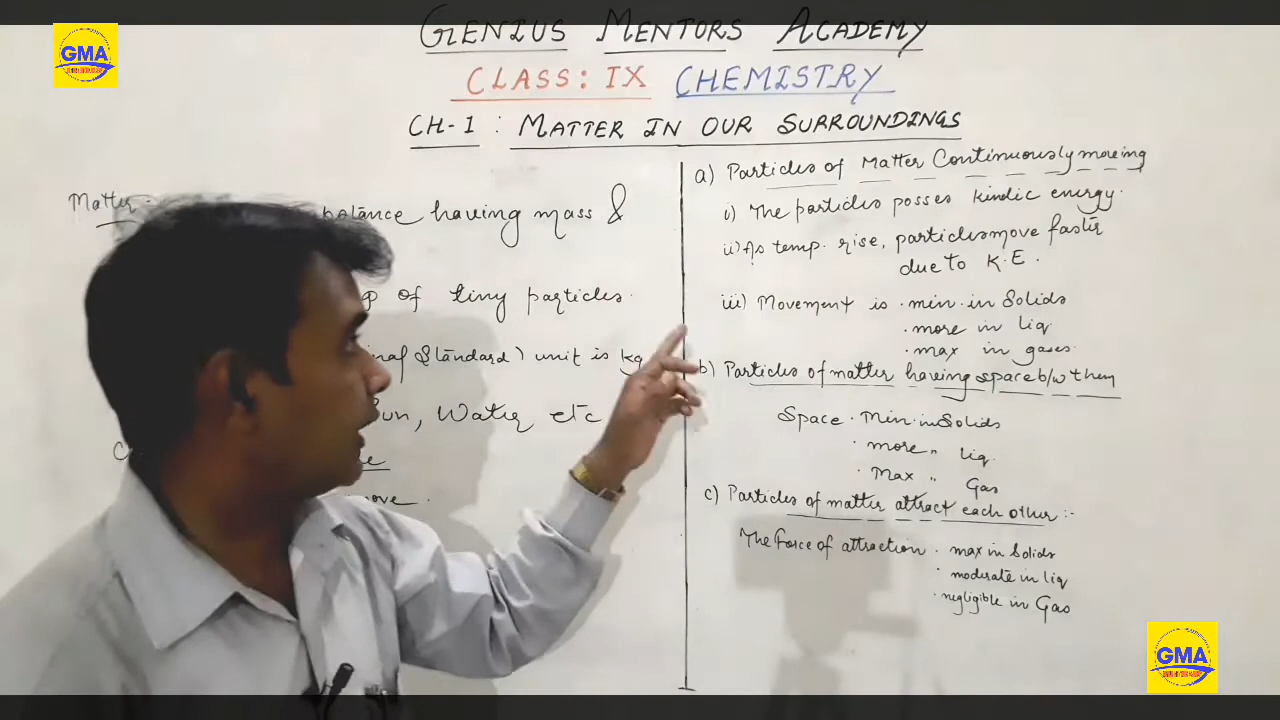 GENIUS MENTORS ACADEMY
GMA
CLASS: IX CHEMISTRY
CH-1 : MATTER IN OUR SURROUNDINGS
Matter
having mass &
of tiny particles.
Standard) unit is kg
Sun, Water, etc
a) Particles of Matter Continuously moving
i) The particles posses kindic energy.
ii) As temp. rise, particles move faster
due to K.E.
iii) Movement is . min. in Solids
. more in liq
. max in gases.
b) Particles of matter having space b/w them
Space . Min. in Solids
. more " liq.
. Max " Gas
c) Particles of matter attract each other :-
The Force of attraction . max in Solids
. moderate in liq
. negligible in Gas
GMA